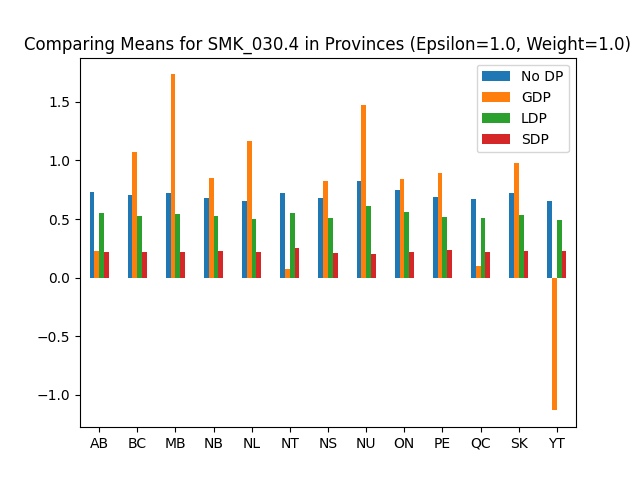 Comparing Means for SMK_030.4 in Provinces (Epsilon=1.0, Weight=1.0)
No DP
GDP
LDP
SDP
1.5
1.0
0.5
0.0
−0.5
−1.0
AB BC MB NB NL NT NS NU ON PE QC SK YT